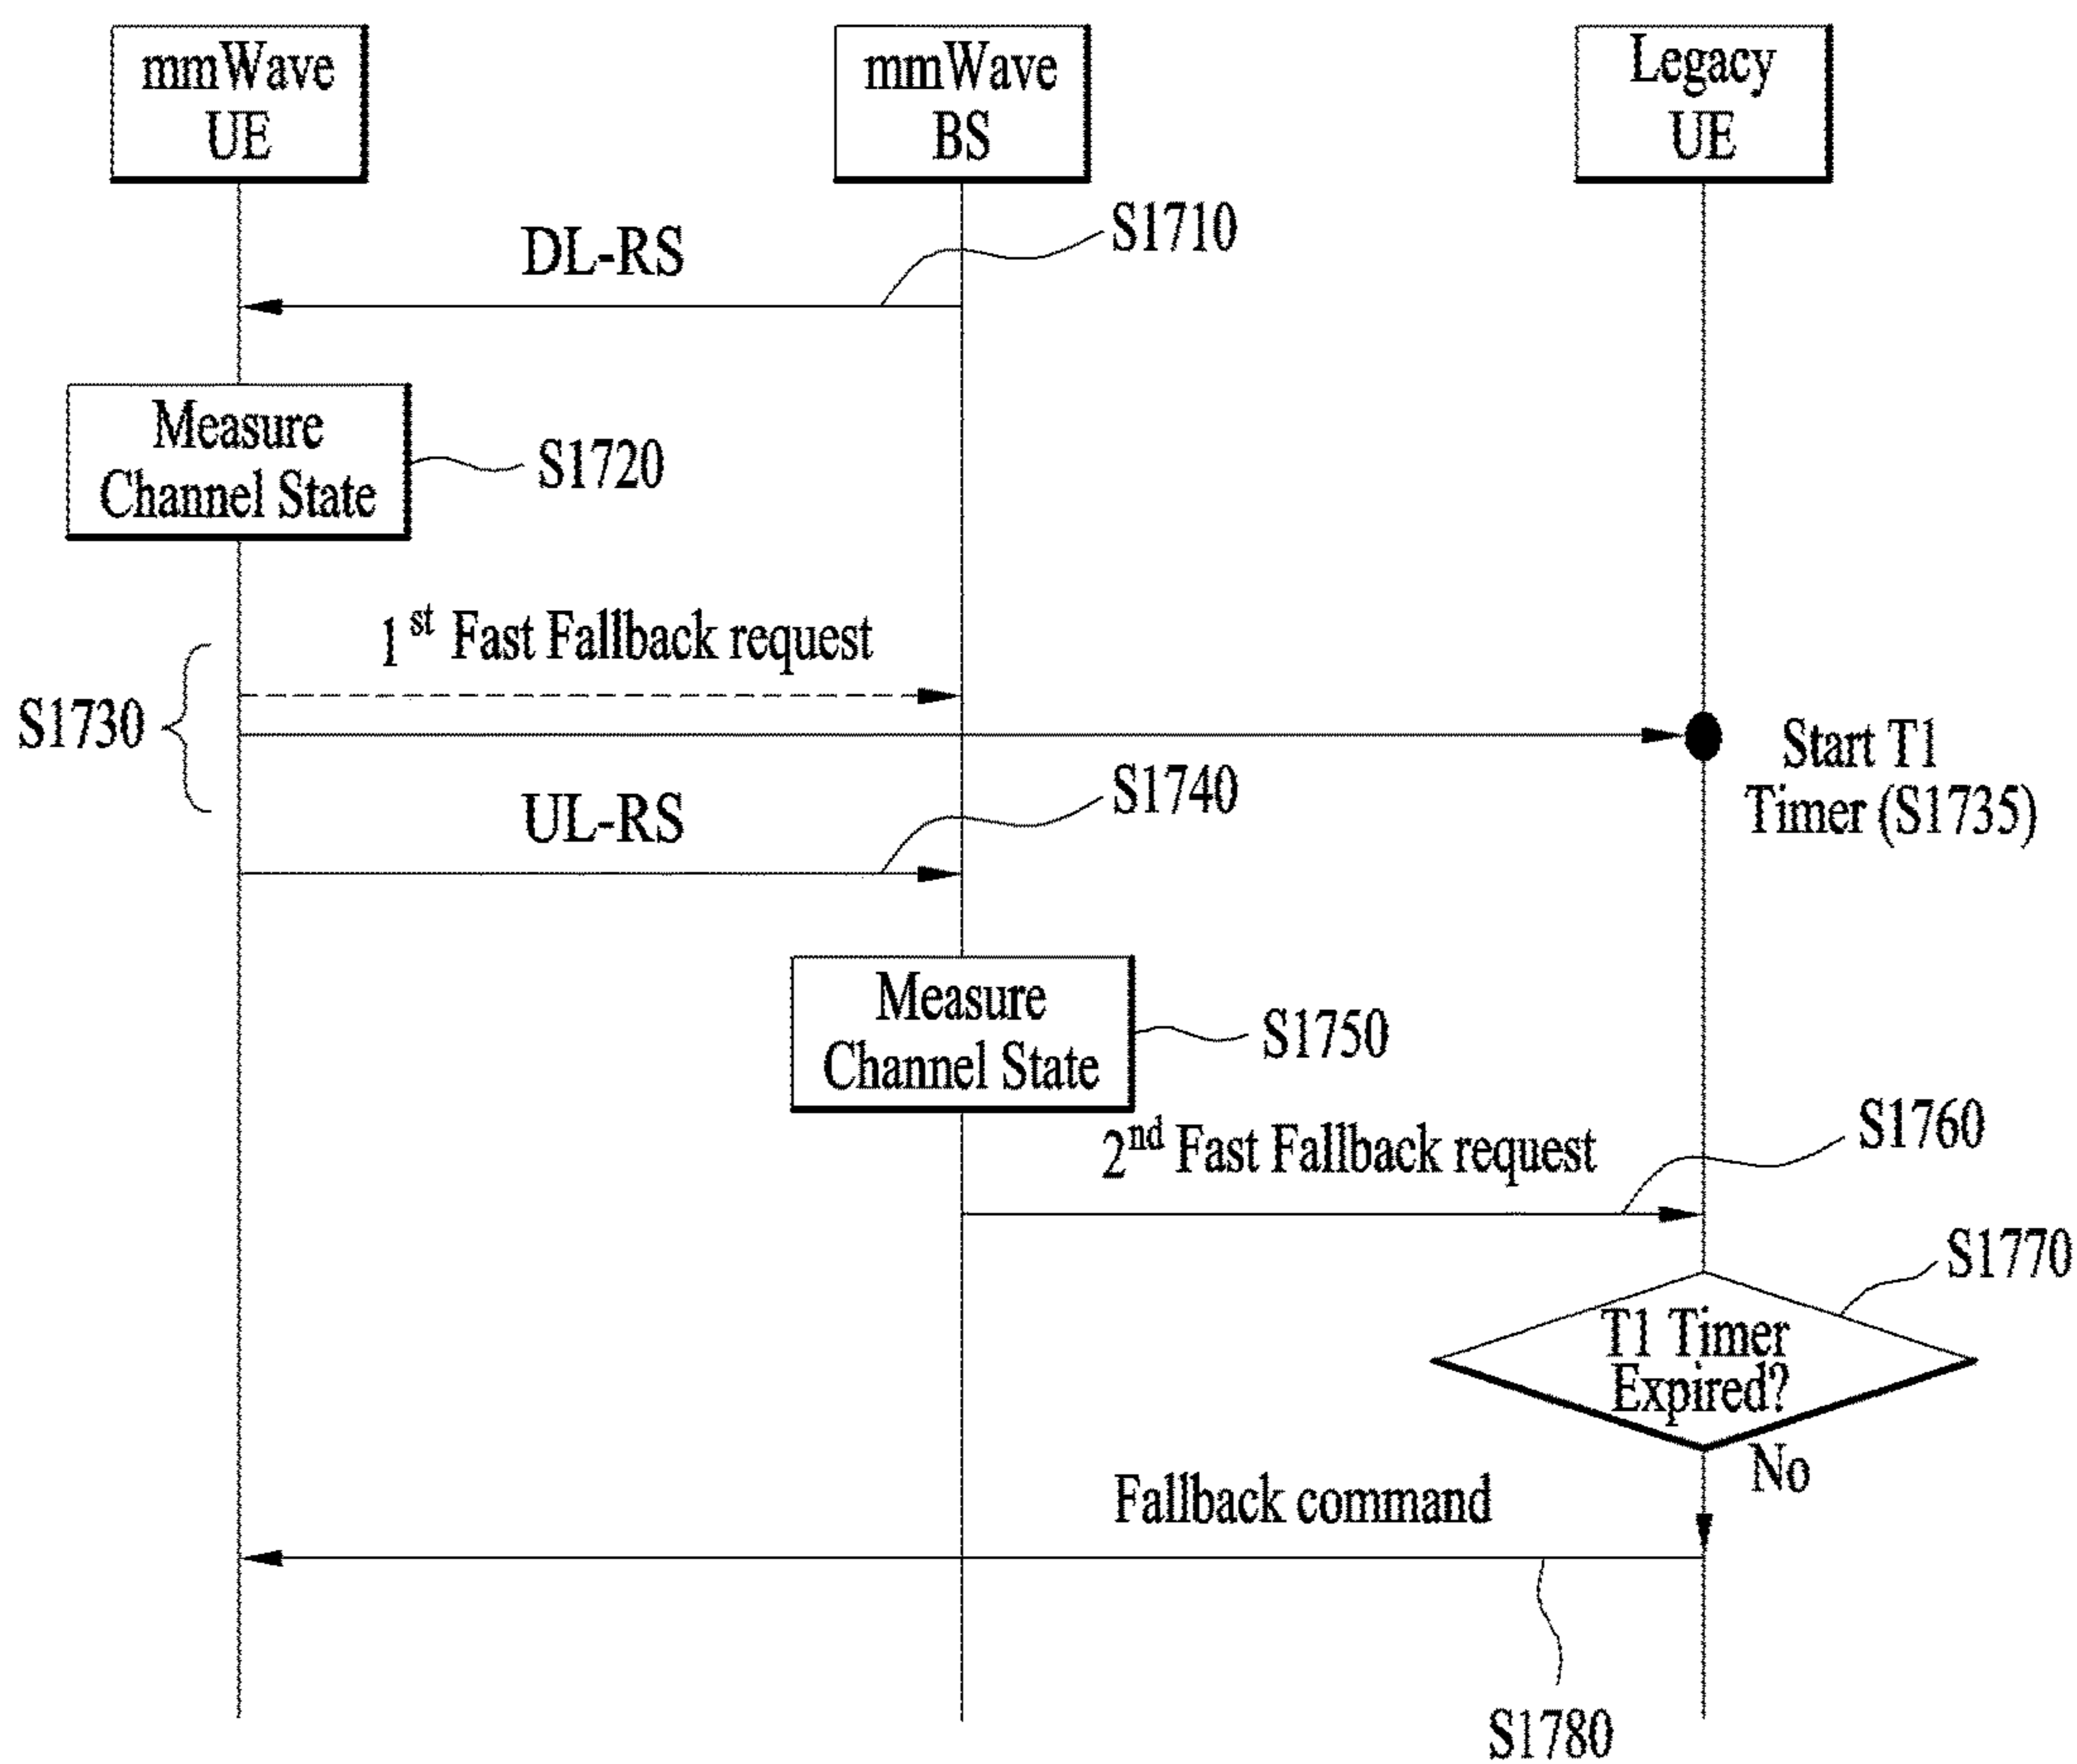 mmWave
UE
mmWave
BS
Legacy
UE
S1710
DL-RS
Measure
Channel State
S1720
1st Fast Fallback request
S1730
Start T1
Timer (S1735)
S1740
UL-RS
Measure
Channel State
S1750
2nd Fast Fallback request
S1760
S1770
T1 Timer
Expired?
No
Fallback command
S1780